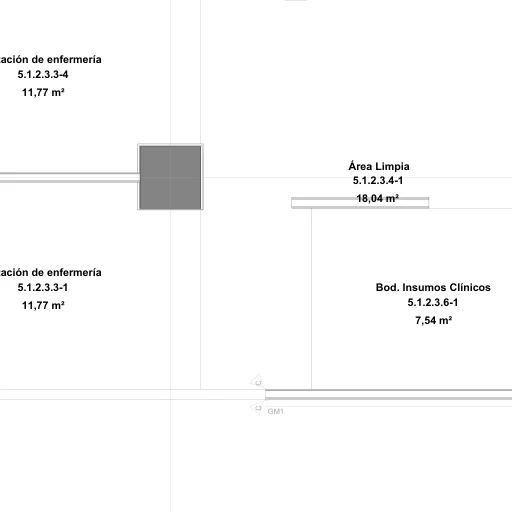 ación de enfermería
5.1.2.3.3-4
11,77 m²
Área Limpia
5.1.2.3.4-1
18,04 m²
ación de enfermería
5.1.2.3.3-1
11,77 m²
Bod. Insumos Clínicos
5.1.2.3.6-1
7,54 m²
C
C
GM1